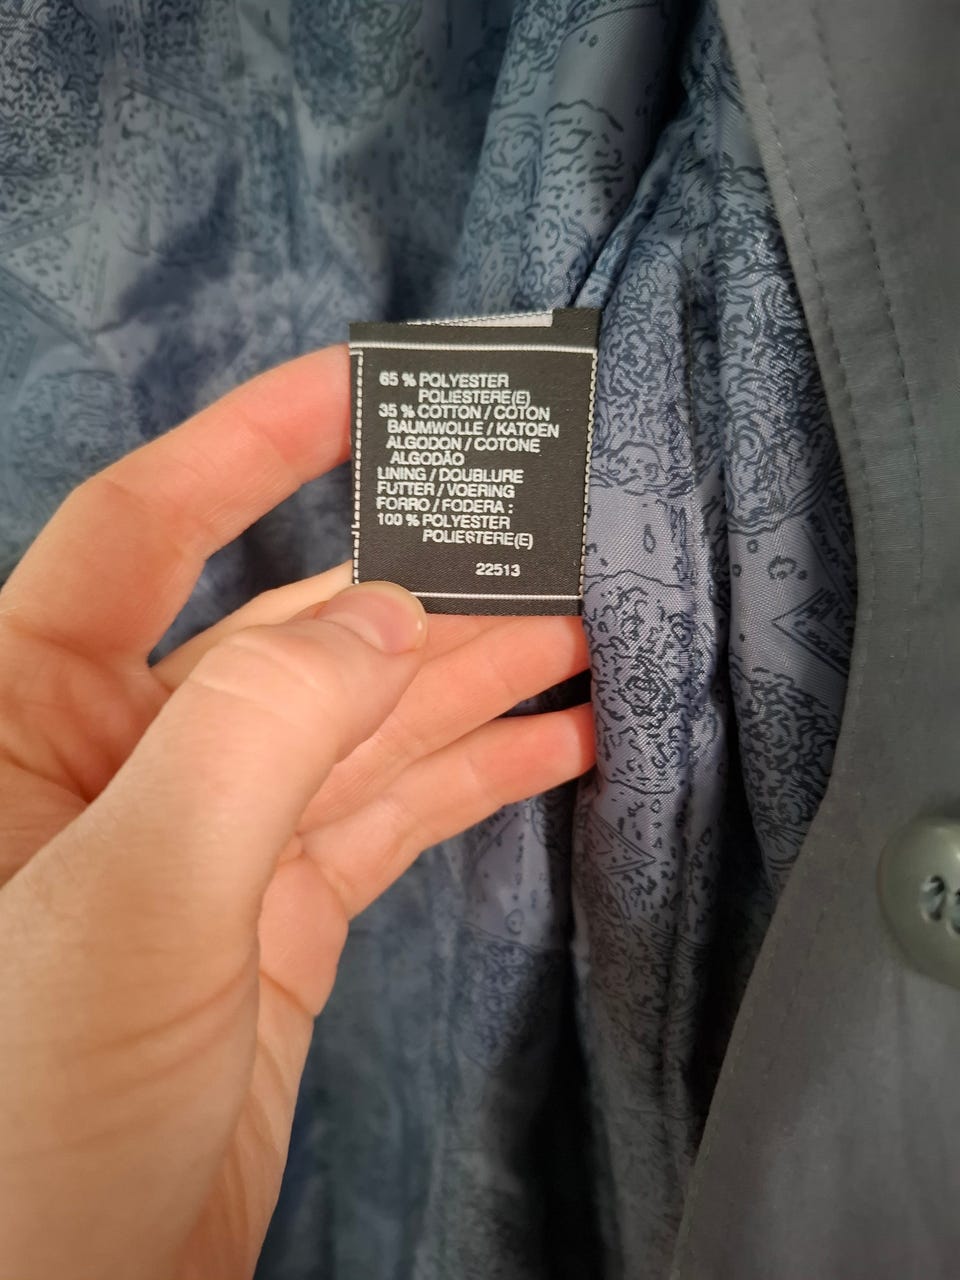 65 % POLYESTER
POLIESTERE(E)
35 % COTTON / COTON
BAUMWOLLE / KATOEN
ALGODON / COTONE
ALGODÃO
LINING / DOUBLURE
FUTTER / VOERING
FORRO / FODERA :
100 % POLYESTER
POLIESTERE(E)
22513